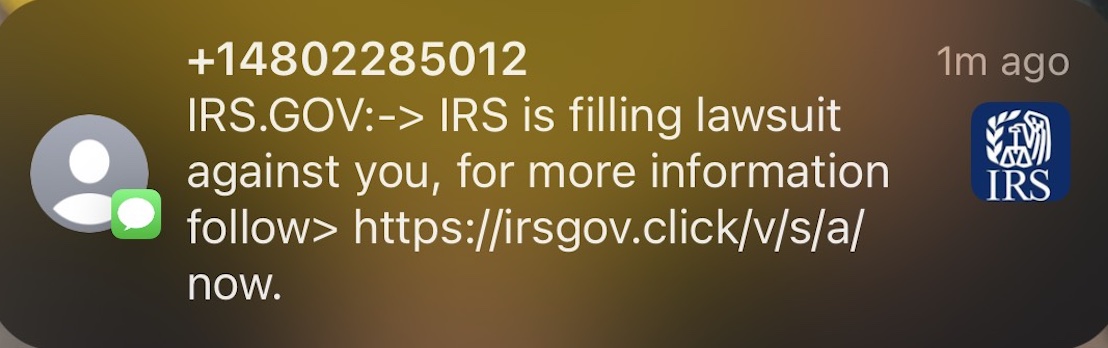 +14802285012
1m ago
IRS.GOV:-> IRS is filling lawsuit
against you, for more information
follow> https://irsgov.click/v/s/a/
now.
IRS